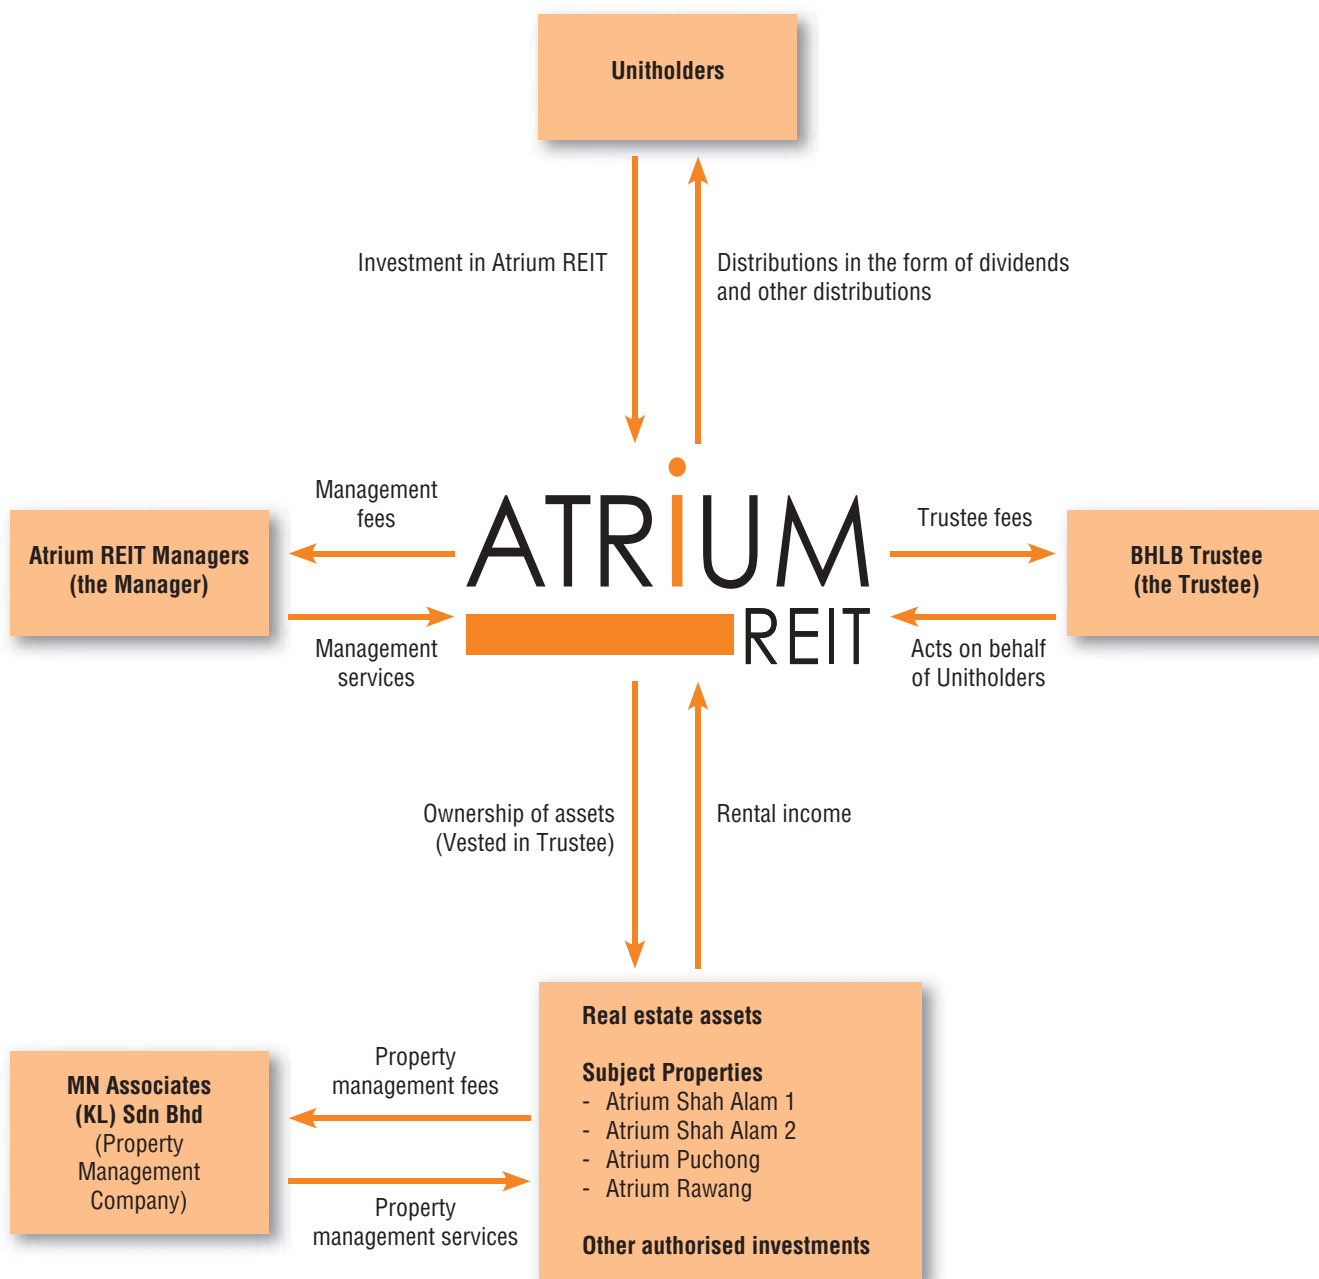 Unitholders
Investment in Atrium REIT
Distributions in the form of dividends
and other distributions
Management
fees
ATRiUM
REIT
Trustee fees
Atrium REIT Managers
(the Manager)
BHLB Trustee
(the Trustee)
Management
services
Acts on behalf
of Unitholders
Ownership of assets
(Vested in Trustee)
Rental income
Real estate assets
Subject Properties
- Atrium Shah Alam 1
- Atrium Shah Alam 2
- Atrium Puchong
- Atrium Rawang
Other authorised investments
Property
management fees
MN Associates
(KL) Sdn Bhd
(Property
Management
Company)
Property
management services